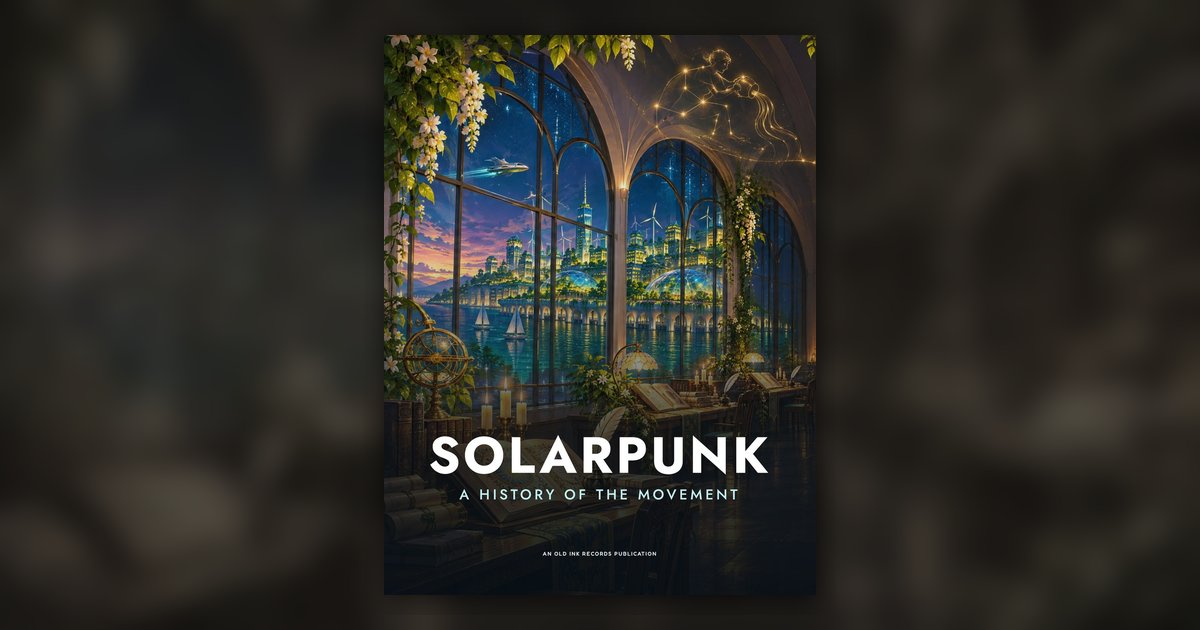 SOLARPUNK
A HISTORY OF THE MOVEMENT
AN OLD INK RECORDS PUBLICATION